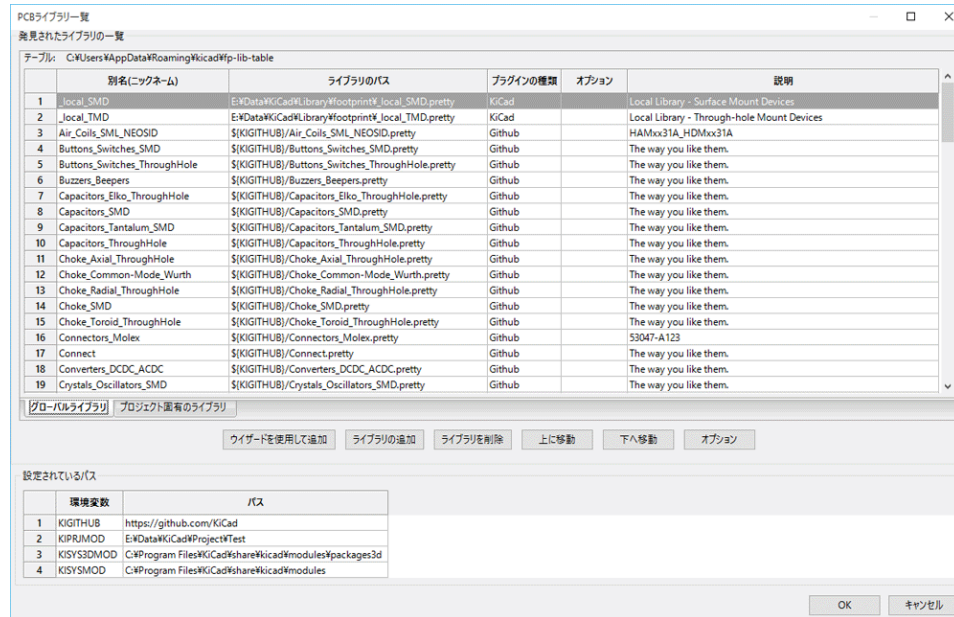 PCBライブラリ一覧
発見されたライブラリの一覧
テーブル: C:¥Users¥AppData¥Roaming¥kicad¥fp-lib-table
別名(ニックネーム) ライブラリのパス プラグインの種類 オプション 説明
1 _local_SMD E:¥Data¥KiCad¥Library¥footprint¥_local_SMD.pretty KiCad Local Library - Surface Mount Devices
2 _local_TMD E:¥Data¥KiCad¥Library¥footprint¥_local_TMD.pretty KiCad Local Library - Through-hole Mount Devices
3 Air_Coils_SML_NEOSID ${KIGITHUB}/Air_Coils_SML_NEOSID.pretty Github HAMxx31A_HDMxx31A
4 Buttons_Switches_SMD ${KIGITHUB}/Buttons_Switches_SMD.pretty Github The way you like them.
5 Buttons_Switches_ThroughHole ${KIGITHUB}/Buttons_Switches_ThroughHole.pretty Github The way you like them.
6 Buzzers_Beepers ${KIGITHUB}/Buzzers_Beepers.pretty Github The way you like them.
7 Capacitors_Elko_ThroughHole ${KIGITHUB}/Capacitors_Elko_ThroughHole.pretty Github The way you like them.
8 Capacitors_SMD ${KIGITHUB}/Capacitors_SMD.pretty Github The way you like them.
9 Capacitors_Tantalum_SMD ${KIGITHUB}/Capacitors_Tantalum_SMD.pretty Github The way you like them.
10 Capacitors_ThroughHole ${KIGITHUB}/Capacitors_ThroughHole.pretty Github The way you like them.
11 Choke_Axial_ThroughHole ${KIGITHUB}/Choke_Axial_ThroughHole.pretty Github The way you like them.
12 Choke_Common-Mode_Wurth ${KIGITHUB}/Choke_Common-Mode_Wurth.pretty Github The way you like them.
13 Choke_Radial_ThroughHole ${KIGITHUB}/Choke_Radial_ThroughHole.pretty Github The way you like them.
14 Choke_SMD ${KIGITHUB}/Choke_SMD.pretty Github The way you like them.
15 Choke_Toroid_ThroughHole ${KIGITHUB}/Choke_Toroid_ThroughHole.pretty Github The way you like them.
16 Connectors_Molex ${KIGITHUB}/Connectors_Molex.pretty Github 53047-A123
17 Connect ${KIGITHUB}/Connect.pretty Github The way you like them.
18 Converters_DCDC_ACDC ${KIGITHUB}/Converters_DCDC_ACDC.pretty Github The way you like them.
19 Crystals_Oscillators_SMD ${KIGITHUB}/Crystals_Oscillators_SMD.pretty Github The way you like them.
グローバルライブラリ プロジェクト固有のライブラリ
ウイザードを使用して追加 ライブラリの追加 ライブラリを削除 上に移動 下へ移動 オプション
設定されているパス
環境変数 パス
1 KIGITHUB https://github.com/KiCad
2 KIPRJMOD E:¥Data¥KiCad¥Project¥Test
3 KISYS3DMOD C:¥Program Files¥KiCad¥share¥kicad¥modules¥packages3d
4 KISYSMOD C:¥Program Files¥KiCad¥share¥kicad¥modules
OK キャンセル